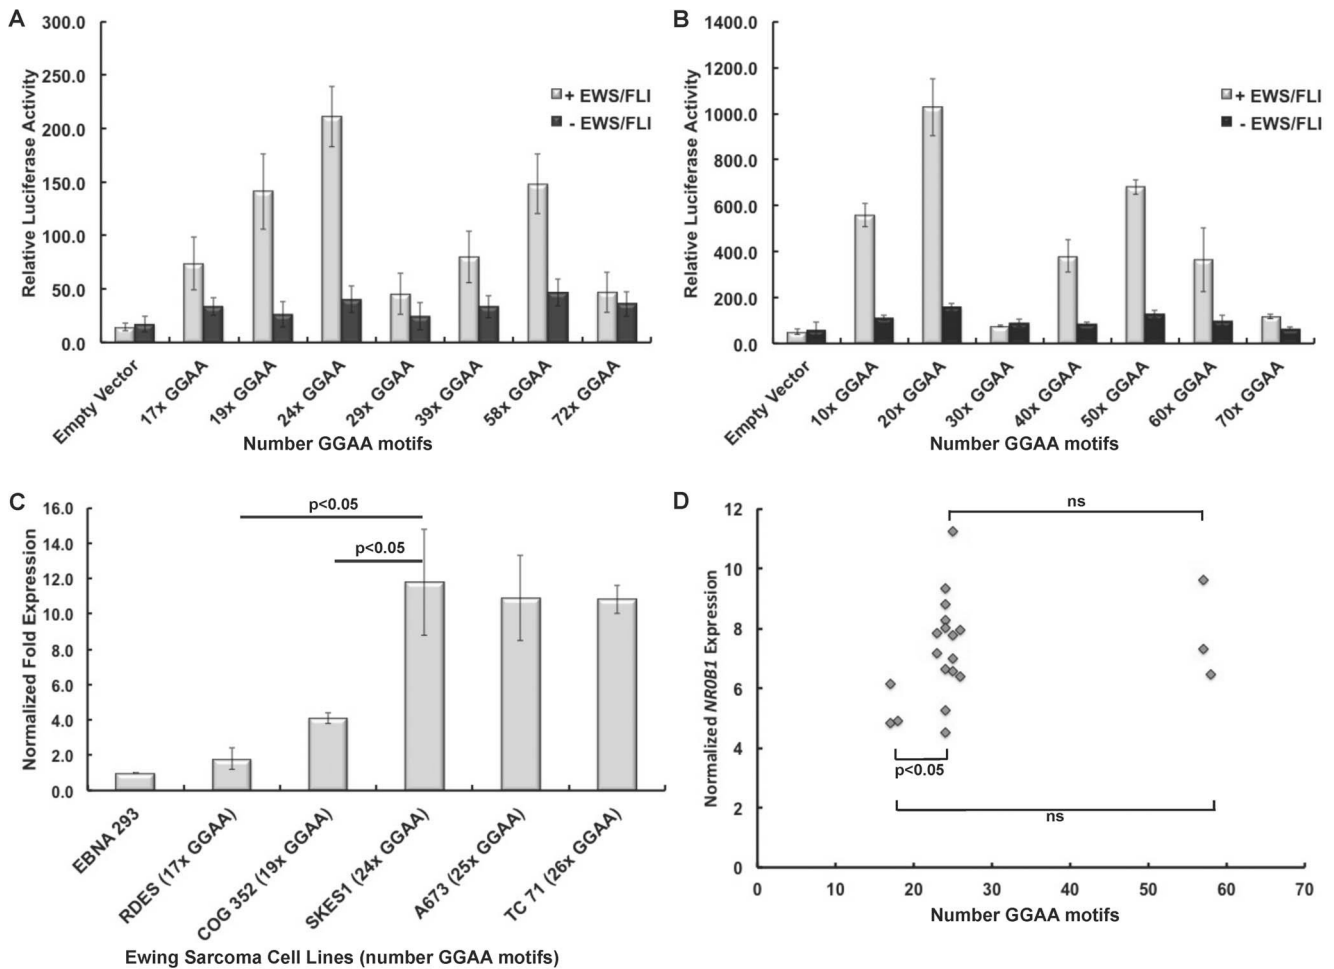 A
Relative Luciferase Activity
300.0
250.0
200.0
150.0
100.0
50.0
0.0
+ EWS/FLI
- EWS/FLI
Empty Vector
17x GGAA
19x GGAA
24x GGAA
29x GGAA
39x GGAA
58x GGAA
72x GGAA
Number GGAA motifs
B
Relative Luciferase Activity
1400.0
1200.0
1000.0
800.0
600.0
400.0
200.0
0.0
+ EWS/FLI
- EWS/FLI
Empty Vector
10x GGAA
20x GGAA
30x GGAA
40x GGAA
50x GGAA
60x GGAA
70x GGAA
Number GGAA motifs
C
Normalized Fold Expression
16.0
14.0
12.0
10.0
8.0
6.0
4.0
2.0
0.0
p<0.05
p<0.05
EBNA 293
RDES (17x GGAA)
COG 352 (19x GGAA)
SKES1 (24x GGAA)
A673 (25x GGAA)
TC 71 (26x GGAA)
Ewing Sarcoma Cell Lines (number GGAA motifs)
D
Normalized NR0B1 Expression
12
10
8
6
4
2
0
ns
p<0.05
ns
0 10 20 30 40 50 60 70
Number GGAA motifs